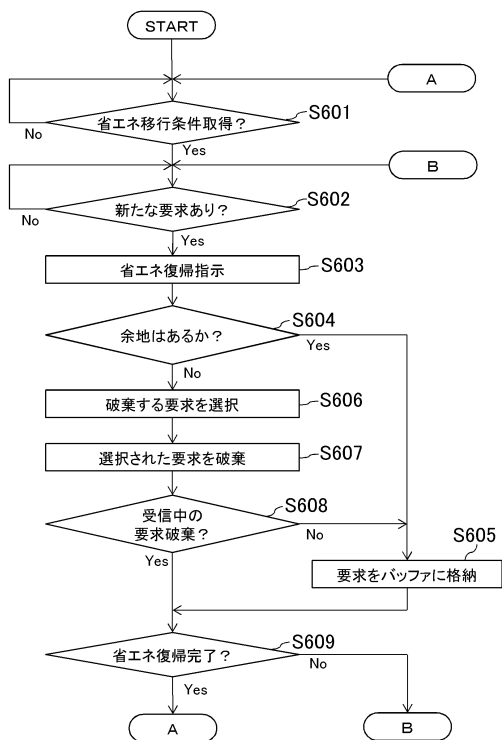 START
A
省エネ移行条件取得？
S601
No
Yes
B
新たな要求あり？
S602
No
Yes
省エネ復帰指示
S603
余地はあるか？
S604
Yes
No
破棄する要求を選択
S606
選択された要求を破棄
S607
受信中の
要求破棄？
S608
No
Yes
S605
要求をバッファに格納
省エネ復帰完了？
S609
No
Yes
A
B